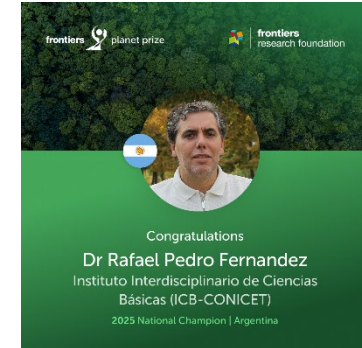 frontiers planet prize
frontiers
research foundation
Congratulations
Dr Rafael Pedro Fernandez
Instituto Interdisciplinario de Ciencias
Básicas (ICB-CONICET)
2025 National Champion | Argentina